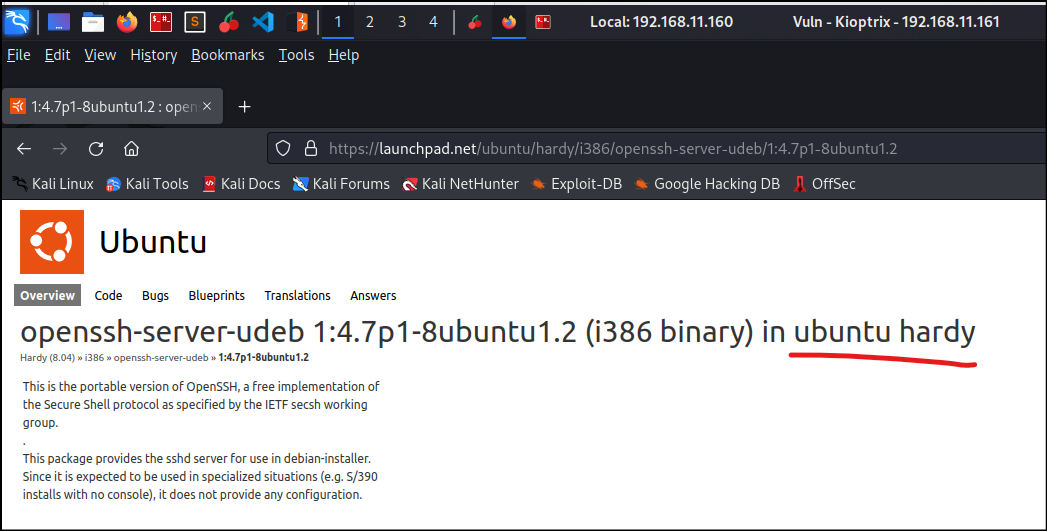 1 2 3 4 Local: 192.168.11.160 Vuln - Kioptrix - 192.168.11.161
File Edit View History Bookmarks Tools Help
1:4.7p1-8ubuntu1.2 : open
https://launchpad.net/ubuntu/hardy/i386/openssh-server-udeb/1:4.7p1-8ubuntu1.2
Kali Linux Kali Tools Kali Docs Kali Forums Kali NetHunter Exploit-DB Google Hacking DB OffSec
Ubuntu
Overview Code Bugs Blueprints Translations Answers
openssh-server-udeb 1:4.7p1-8ubuntu1.2 (i386 binary) in ubuntu hardy
Hardy (8.04) » i386 » openssh-server-udeb » 1:4.7p1-8ubuntu1.2
This is the portable version of OpenSSH, a free implementation of
the Secure Shell protocol as specified by the IETF secsh working
group.
.
This package provides the sshd server for use in debian-installer.
Since it is expected to be used in specialized situations (e.g. S/390
installs with no console), it does not provide any configuration.